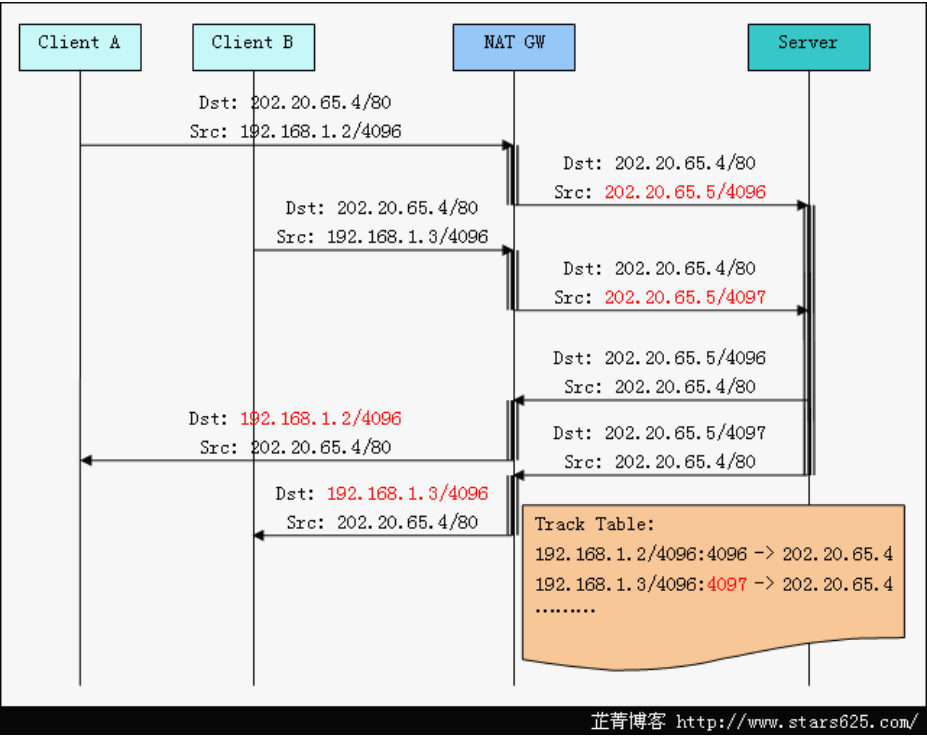 Client A
Client B
NAT GW
Server
Dst: 202.20.65.4/80
Src: 192.168.1.2/4096
Dst: 202.20.65.4/80
Src: 202.20.65.5/4096
Dst: 202.20.65.4/80
Src: 192.168.1.3/4096
Dst: 202.20.65.4/80
Src: 202.20.65.5/4097
Dst: 202.20.65.5/4096
Src: 202.20.65.4/80
Dst: 192.168.1.2/4096
Src: 202.20.65.4/80
Dst: 202.20.65.5/4097
Src: 202.20.65.4/80
Dst: 192.168.1.3/4096
Src: 202.20.65.4/80
Track Table:
192.168.1.2/4096:4096 -> 202.20.65.4
192.168.1.3/4096:4097 -> 202.20.65.4
………
芷菁博客 http://www.stars625.com/